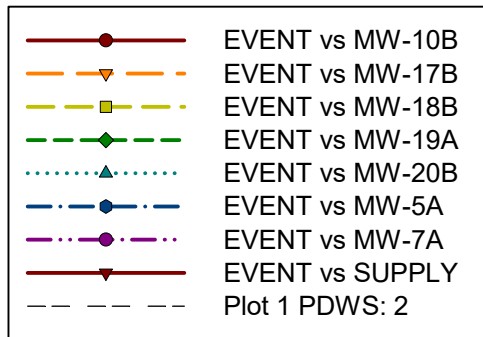 EVENT vs MW-10B
EVENT vs MW-17B
EVENT vs MW-18B
EVENT vs MW-19A
EVENT vs MW-20B
EVENT vs MW-5A
EVENT vs MW-7A
EVENT vs SUPPLY
Plot 1 PDWS: 2